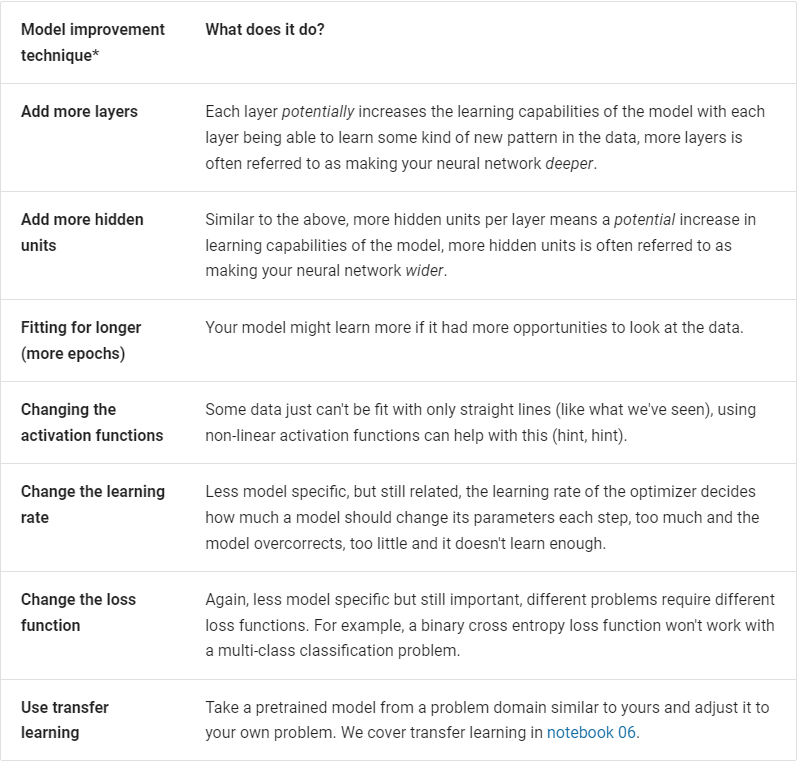 Model improvement
technique*
What does it do?
Add more layers
Each layer potentially increases the learning capabilities of the model with each
layer being able to learn some kind of new pattern in the data, more layers is
often referred to as making your neural network deeper.
Add more hidden
units
Similar to the above, more hidden units per layer means a potential increase in
learning capabilities of the model, more hidden units is often referred to as
making your neural network wider.
Fitting for longer
(more epochs)
Your model might learn more if it had more opportunities to look at the data.
Changing the
activation functions
Some data just can't be fit with only straight lines (like what we've seen), using
non-linear activation functions can help with this (hint, hint).
Change the learning
rate
Less model specific, but still related, the learning rate of the optimizer decides
how much a model should change its parameters each step, too much and the
model overcorrects, too little and it doesn't learn enough.
Change the loss
function
Again, less model specific but still important, different problems require different
loss functions. For example, a binary cross entropy loss function won't work with
a multi-class classification problem.
Use transfer
learning
Take a pretrained model from a problem domain similar to yours and adjust it to
your own problem. We cover transfer learning in notebook 06.